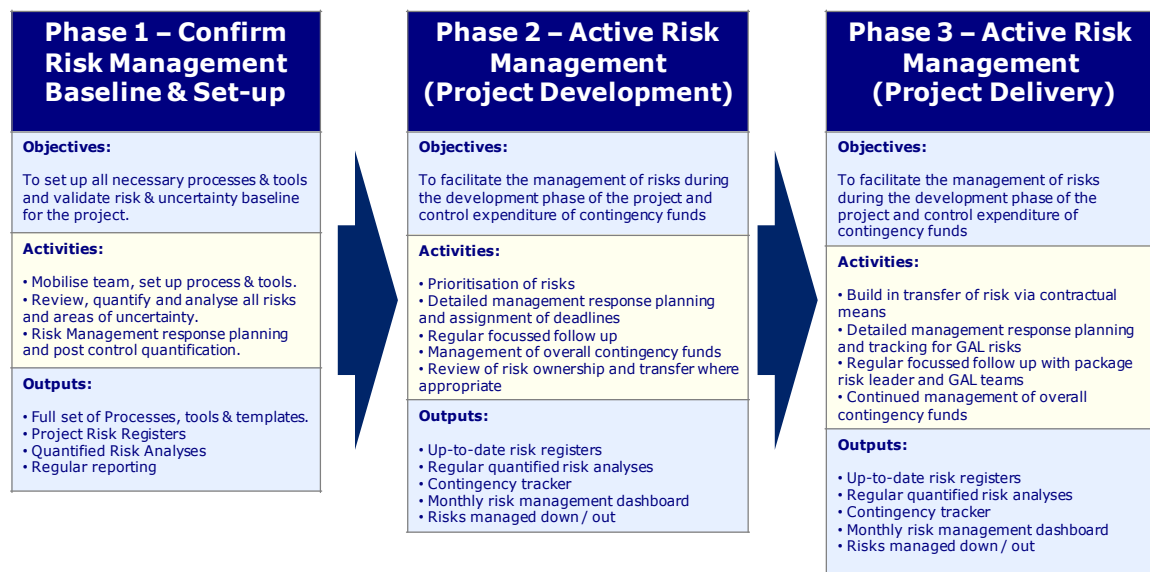 Phase 1 – Confirm
Risk Management
Baseline & Set-up
Objectives:
To set up all necessary processes & tools
and validate risk & uncertainty baseline
for the project.
Activities:
• Mobilise team, set up process & tools.
• Review, quantify and analyse all risks
and areas of uncertainty.
• Risk Management response planning
and post control quantification.
Outputs:
• Full set of Processes, tools & templates.
• Project Risk Registers
• Quantified Risk Analyses
• Regular reporting
Phase 2 – Active Risk
Management
(Project Development)
Objectives:
To facilitate the management of risks during
the development phase of the project and
control expenditure of contingency funds
Activities:
• Prioritisation of risks
• Detailed management response planning
and assignment of deadlines
• Regular focussed follow up
• Management of overall contingency funds
• Review of risk ownership and transfer where
appropriate
Outputs:
• Up-to-date risk registers
• Regular quantified risk analyses
• Contingency tracker
• Monthly risk management dashboard
• Risks managed down / out
Phase 3 – Active Risk
Management
(Project Delivery)
Objectives:
To facilitate the management of risks
during the development phase of the
project and control expenditure of
contingency funds
Activities:
• Build in transfer of risk via contractual
means
• Detailed management response planning
and tracking for GAL risks
• Regular focussed follow up with package
risk leader and GAL teams
• Continued management of overall
contingency funds
Outputs:
• Up-to-date risk registers
• Regular quantified risk analyses
• Contingency tracker
• Monthly risk management dashboard
• Risks managed down / out